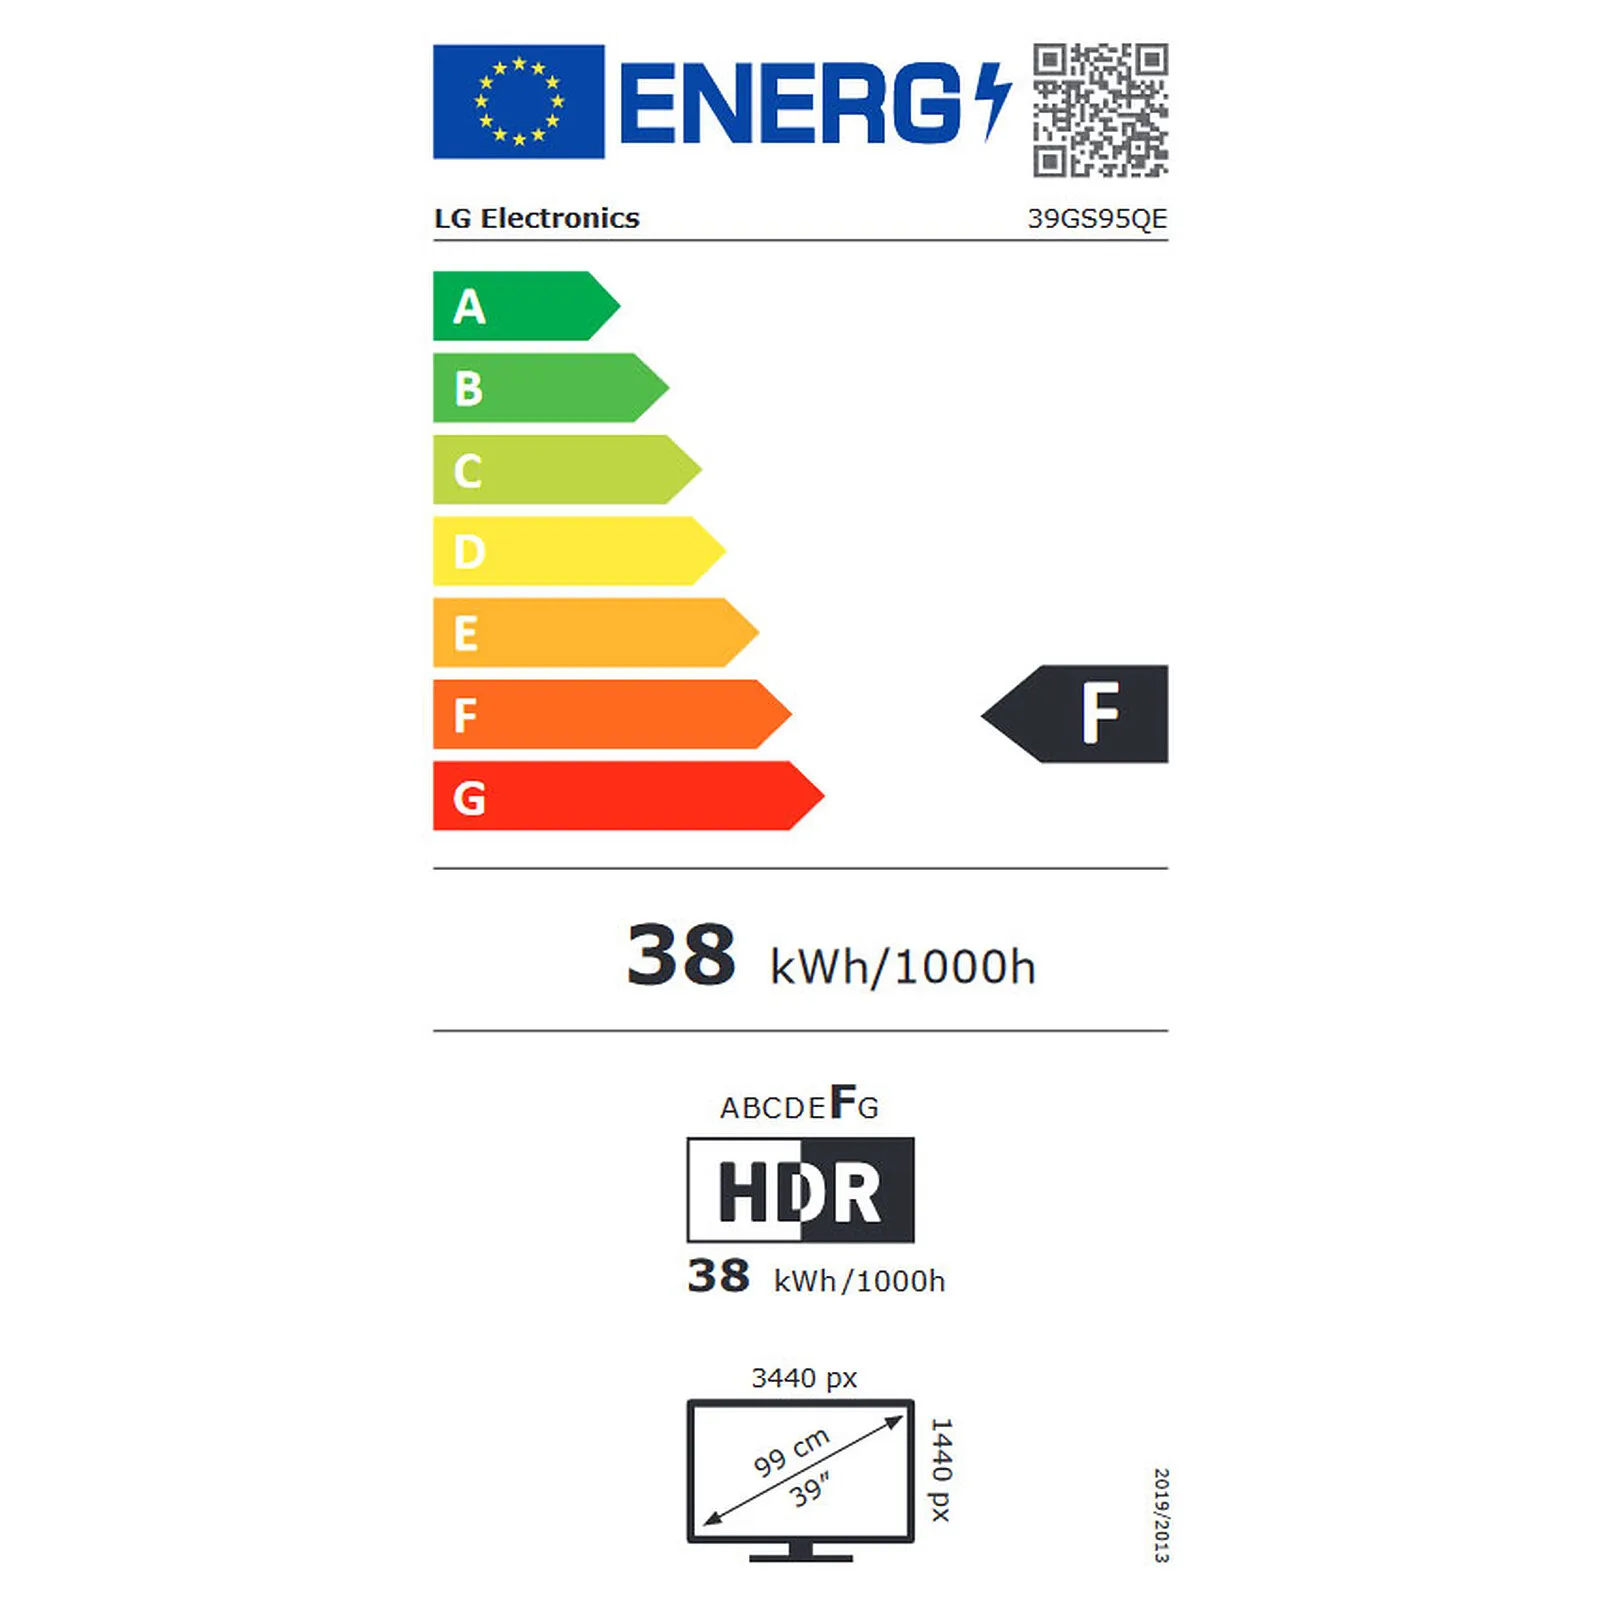 ENERG
LG Electronics 39GS95QE
A
B
C
D
E
F
F
G
38 kWh/1000h
ABCDEFG
HDR
38 kWh/1000h
3440 px
99 cm
39"
1440 px
2019/2013